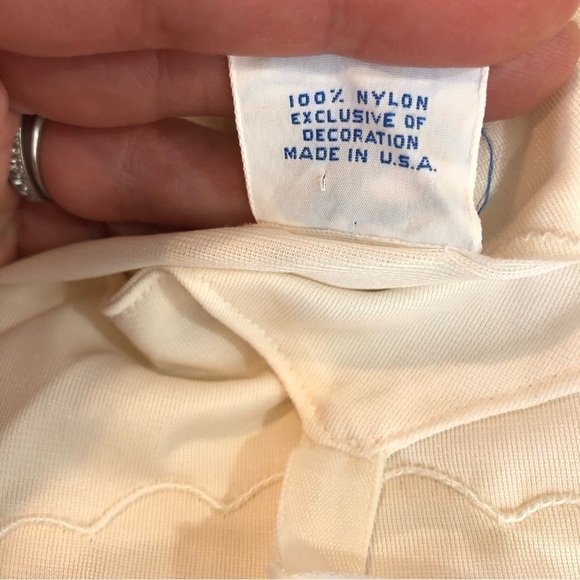 100% NYLON
EXCLUSIVE OF
DECORATION
MADE IN U.S.A.